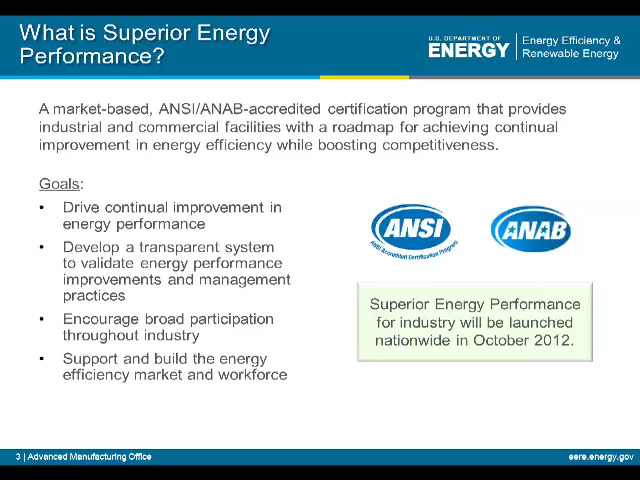 What is Superior Energy
Performance?
U.S. DEPARTMENT OF
ENERGY
Energy Efficiency &
Renewable Energy
A market-based, ANSI/ANAB-accredited certification program that provides
industrial and commercial facilities with a roadmap for achieving continual
improvement in energy efficiency while boosting competitiveness.
Goals:
• Drive continual improvement in
energy performance
• Develop a transparent system
to validate energy performance
improvements and management
practices
• Encourage broad participation
throughout industry
• Support and build the energy
efficiency market and workforce
ANSI
ANSI Accredited Certification Program
ANAB
Superior Energy Performance
for industry will be launched
nationwide in October 2012.
3 | Advanced Manufacturing Office
eere.energy.gov